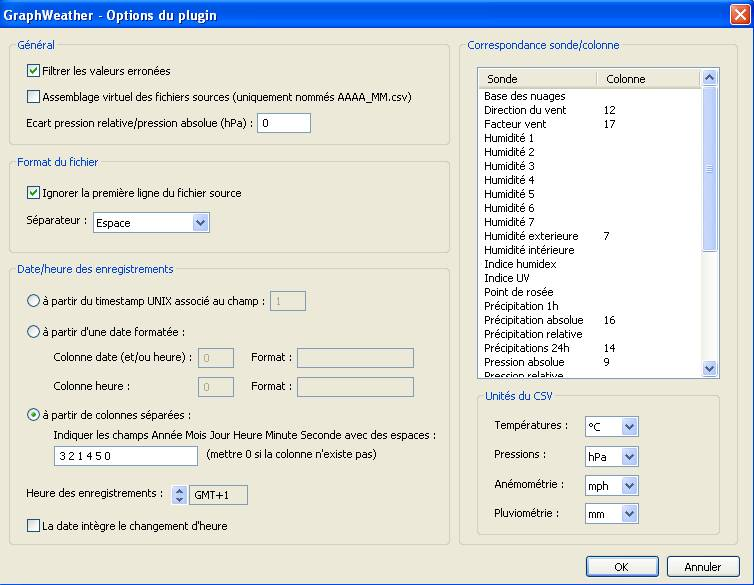 GraphWeather - Options du plugin
Général
Filtrer les valeurs erronées
Assemblage virtuel des fichiers sources (uniquement nommés AAAA_MM.csv)
Ecart pression relative/pression absolue (hPa) : 0
Format du fichier
Ignorer la première ligne du fichier source
Séparateur : Espace
Date/heure des enregistrements
à partir du timestamp UNIX associé au champ : 1
à partir d'une date formatée :
Colonne date (et/ou heure) : 0 Format :
Colonne heure : 0 Format :
à partir de colonnes séparées :
Indiquer les champs Année Mois Jour Heure Minute Seconde avec des espaces :
3 2 1 4 5 0 (mettre 0 si la colonne n'existe pas)
Heure des enregistrements : GMT+1
La date intègre le changement d'heure
Correspondance sonde/colonne
Sonde Colonne
Base des nuages
Direction du vent 12
Facteur vent 17
Humidité 1
Humidité 2
Humidité 3
Humidité 4
Humidité 5
Humidité 6
Humidité 7
Humidité exterieure 7
Humidité intérieure
Indice humidex
Indice UV
Point de rosée
Précipitation 1h
Précipitation absolue 16
Précipitation relative
Précipitations 24h 14
Pression absolue 9
Pression relative
Unités du CSV
Températures : °C
Pressions : hPa
Anémométrie : mph
Pluviométrie : mm
OK Annuler